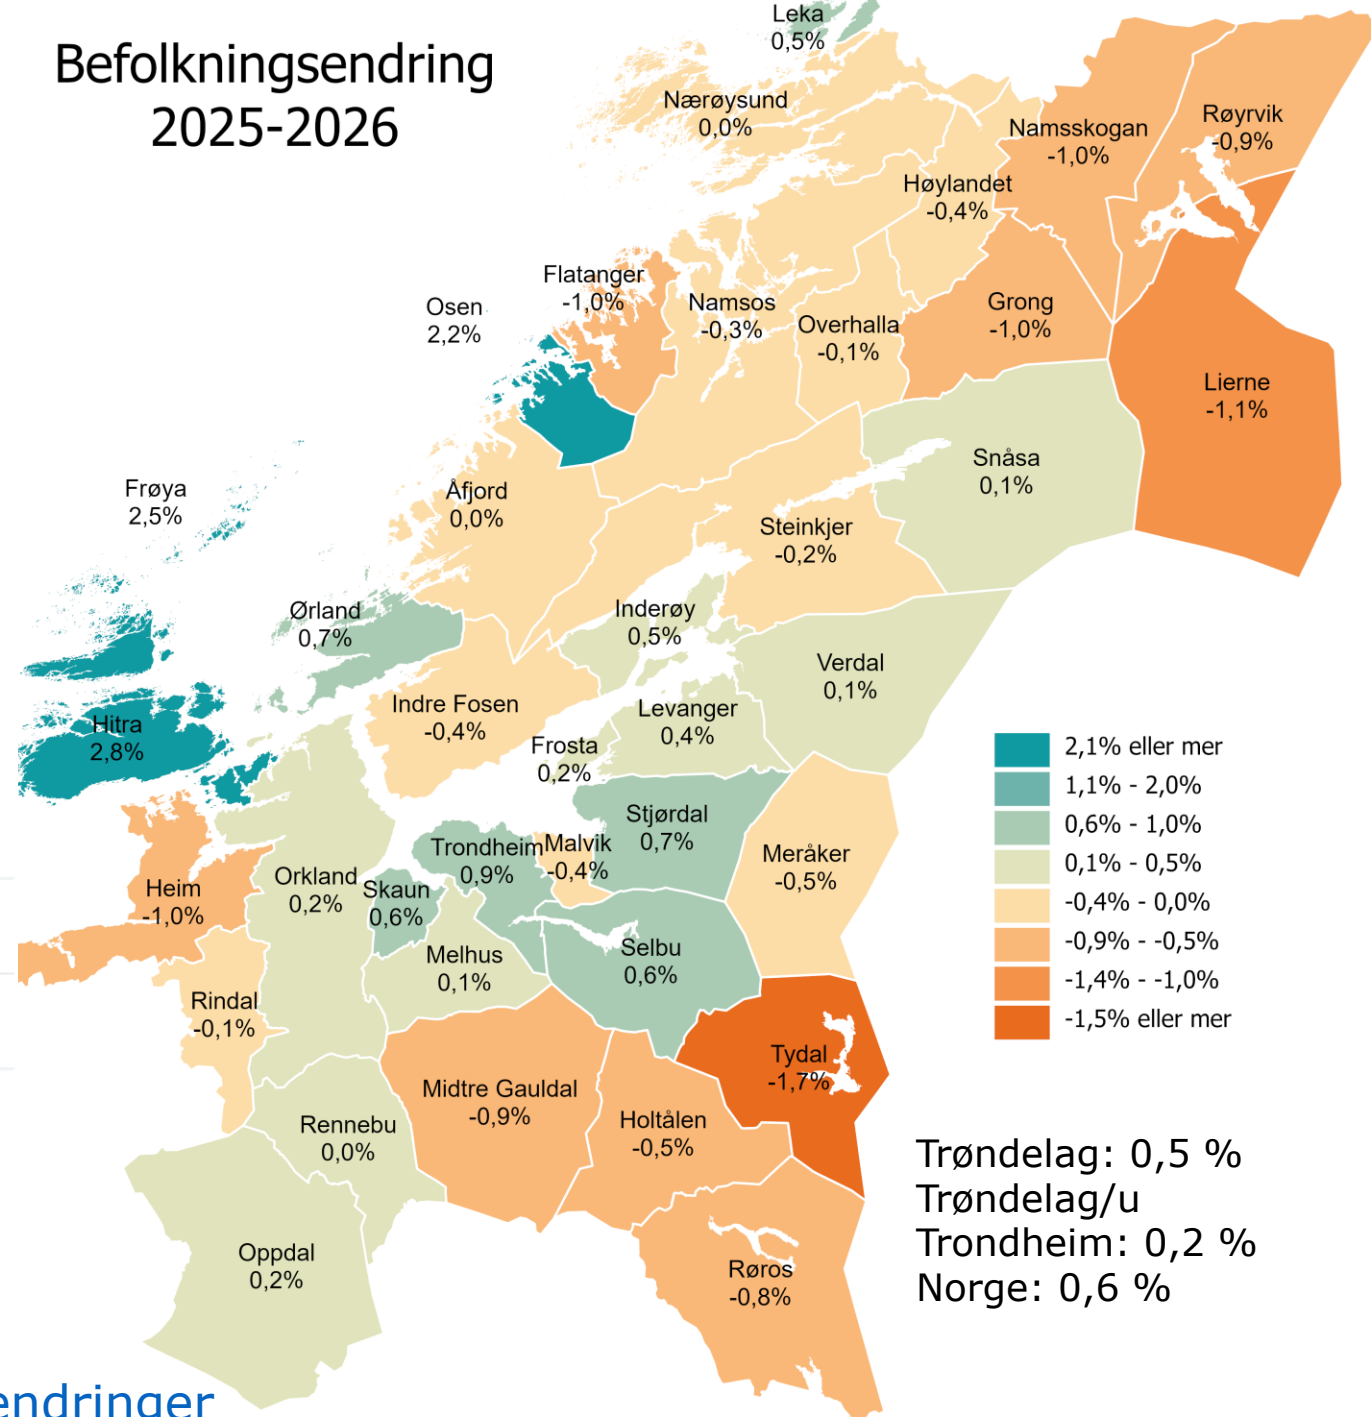 Befolkningsendring
2025-2026
Leka
0,5%
Nærøysund
0,0%
Namsskogan
-1,0%
Røyrvik
-0,9%
Høylandet
-0,4%
Flatanger
-1,0%
Osen
2,2%
Namsos
-0,3%
Overhalla
-0,1%
Grong
-1,0%
Lierne
-1,1%
Snåsa
0,1%
Frøya
2,5%
Åfjord
0,0%
Steinkjer
-0,2%
Ørland
0,7%
Inderøy
0,5%
Verdal
0,1%
Indre Fosen
-0,4%
Levanger
0,4%
Hitra
2,8%
Frosta
0,2%
Stjørdal
0,7%
Trondheim
0,9%
Malvik
-0,4%
Meråker
-0,5%
Heim
-1,0%
Orkland
0,2%
Skaun
0,6%
Melhus
0,1%
Selbu
0,6%
Rindal
-0,1%
Tydal
-1,7%
Midtre Gauldal
-0,9%
Holtålen
-0,5%
Rennebu
0,0%
Oppdal
0,2%
Røros
-0,8%
2,1% eller mer
1,1% - 2,0%
0,6% - 1,0%
0,1% - 0,5%
-0,4% - 0,0%
-0,9% - -0,5%
-1,4% - -1,0%
-1,5% eller mer
Trøndelag: 0,5 %
Trøndelag/u
Trondheim: 0,2 %
Norge: 0,6 %
endringer